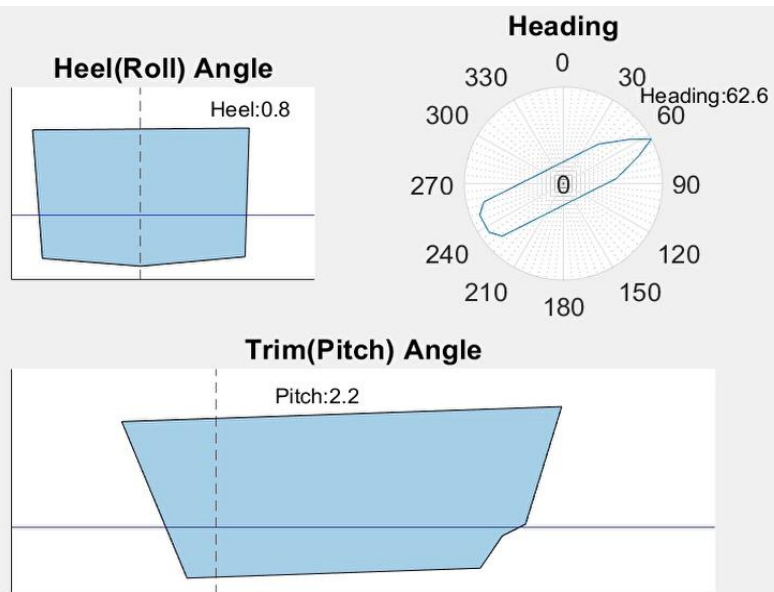 Heel(Roll) Angle
Heel:0.8
Heading
0
30
Heading:62.6
60
90
120
150
180
210
240
270
300
330
0
Trim(Pitch) Angle
Pitch:2.2